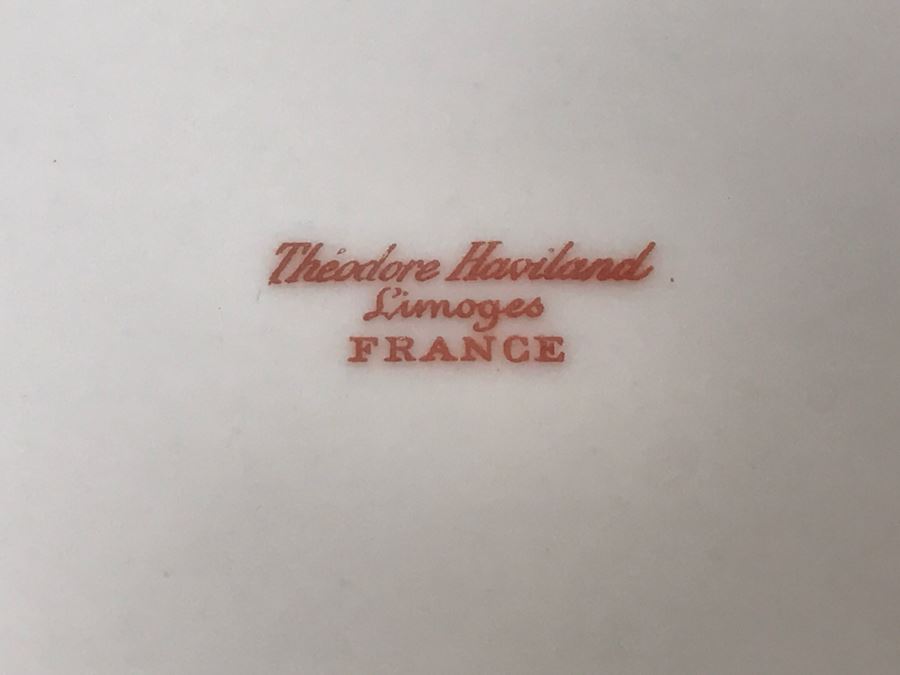 Théodore Haviland
Limoges
FRANCE